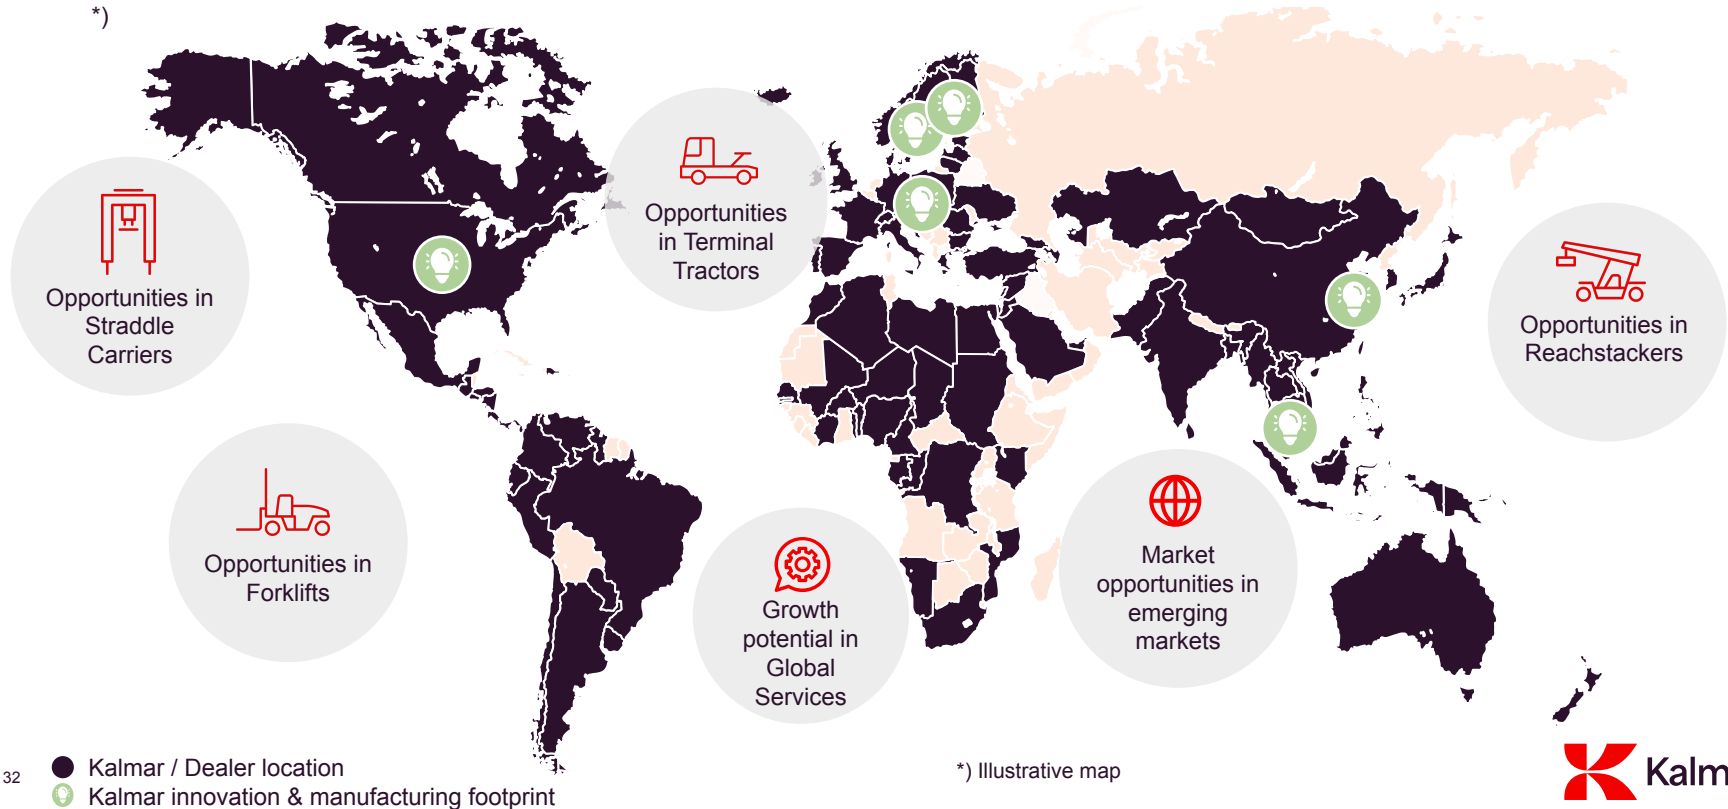 *)
Opportunities in
Straddle
Carriers
Opportunities
in Terminal
Tractors
Opportunities in
Reachstackers
Opportunities in
Forklifts
Growth
potential in
Global
Services
Market
opportunities in
emerging
markets
32
Kalmar / Dealer location
Kalmar innovation & manufacturing footprint
*) Illustrative map
Kalm